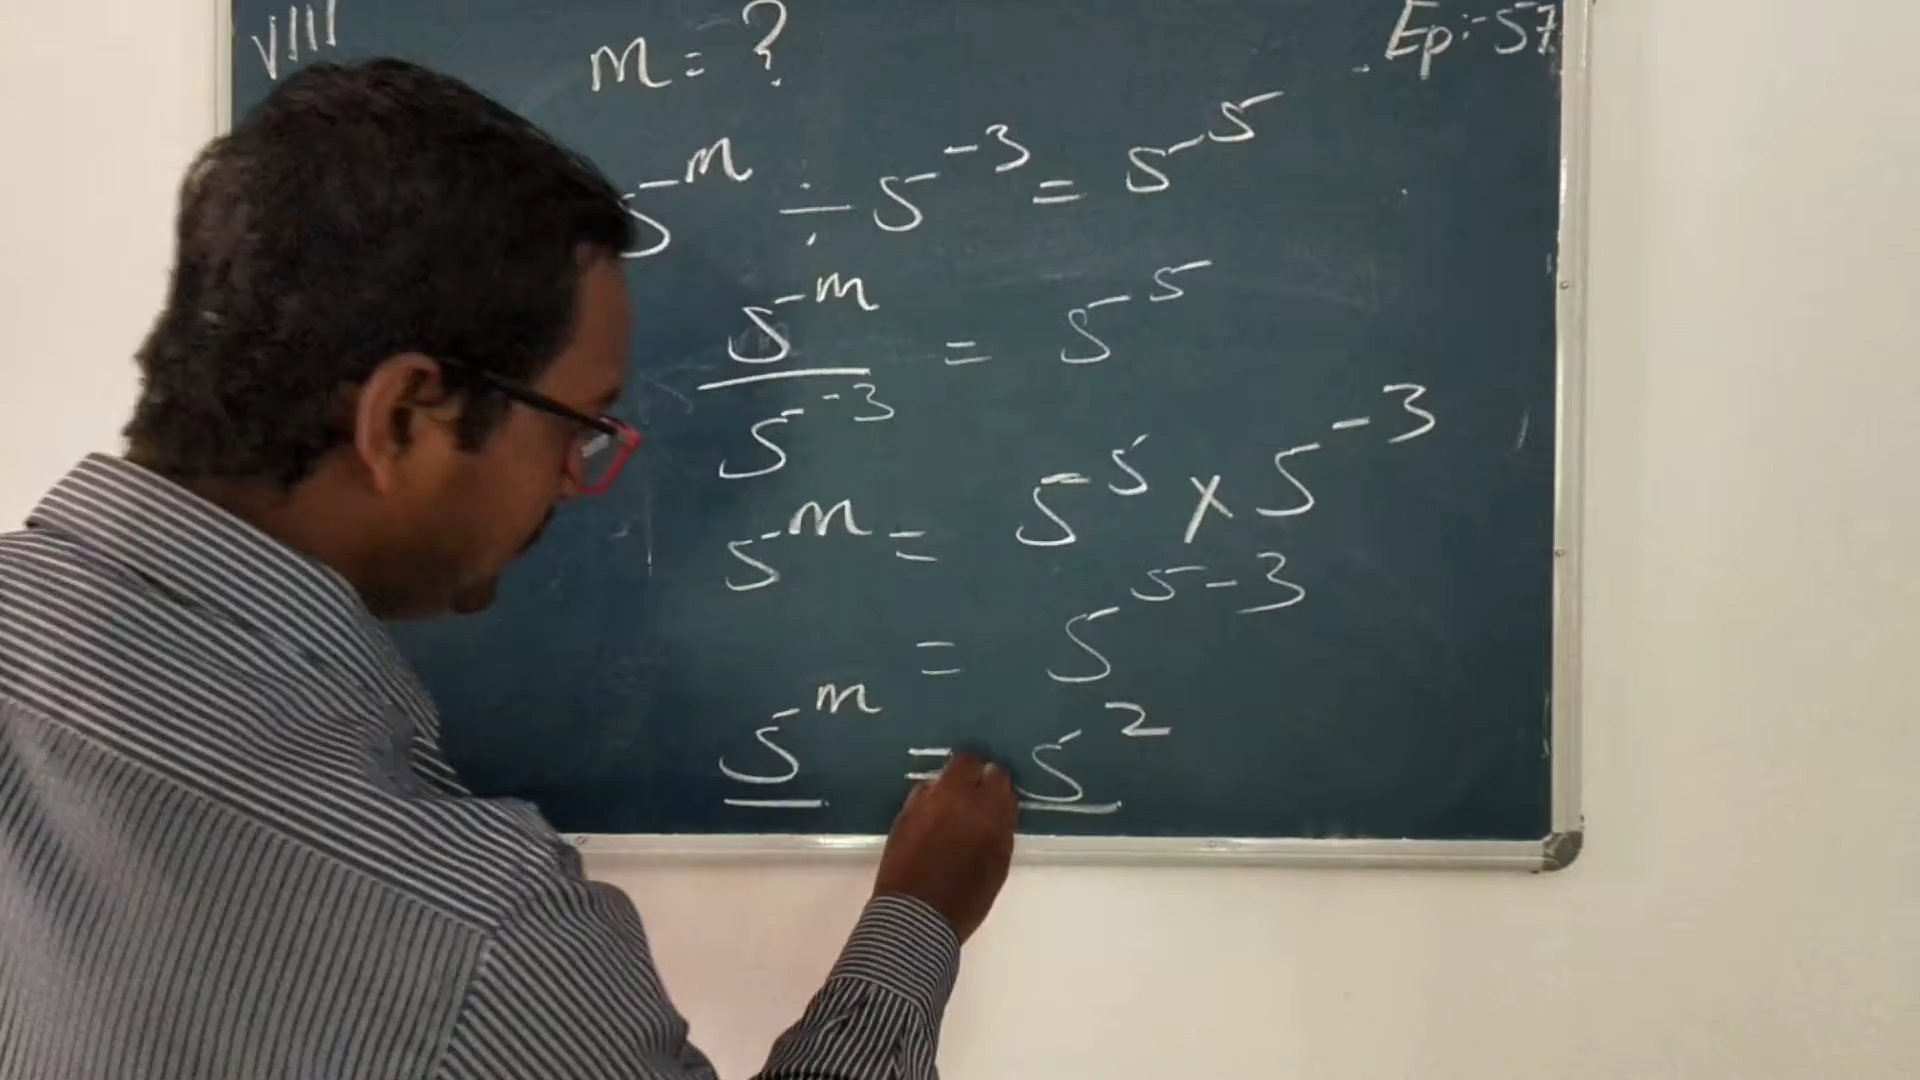 VIII
m = ?
Ep:-57
5^m ÷ 5^-3 = 5^5
5^m / 5^-3 = 5^5
5^m = 5^5 × 5^-3
= 5^5-3
5^m = 5^2